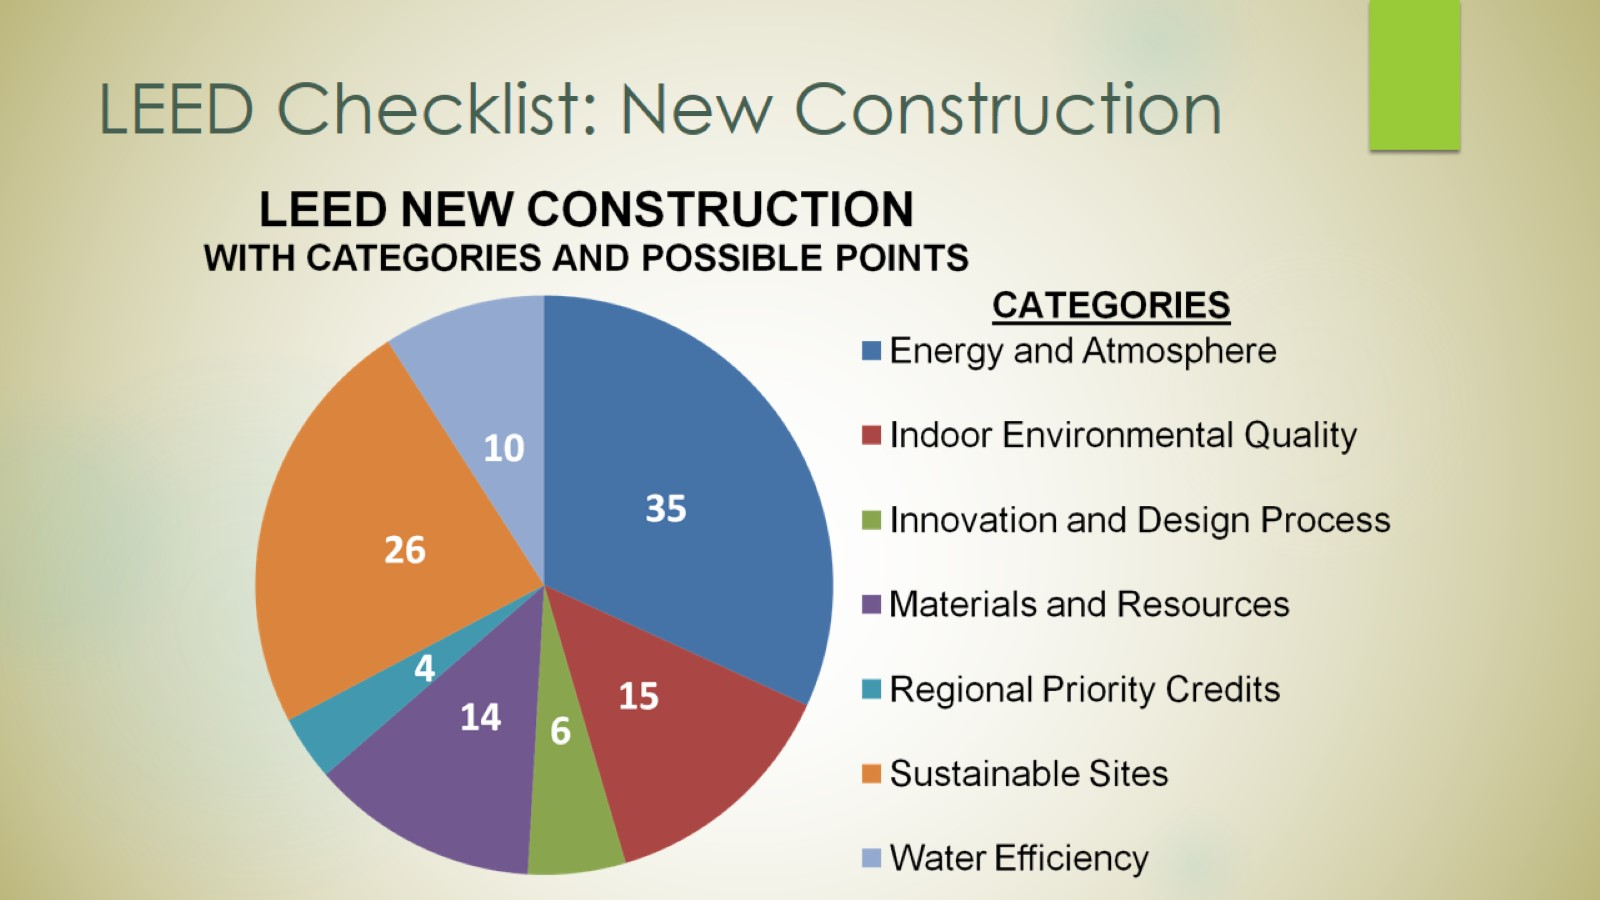 LEED Checklist: New Construction
LEED NEW CONSTRUCTION
WITH CATEGORIES AND POSSIBLE POINTS
CATEGORIES
Energy and Atmosphere
Indoor Environmental Quality
Innovation and Design Process
Materials and Resources
Regional Priority Credits
Sustainable Sites
Water Efficiency
10
35
26
4
15
14
6